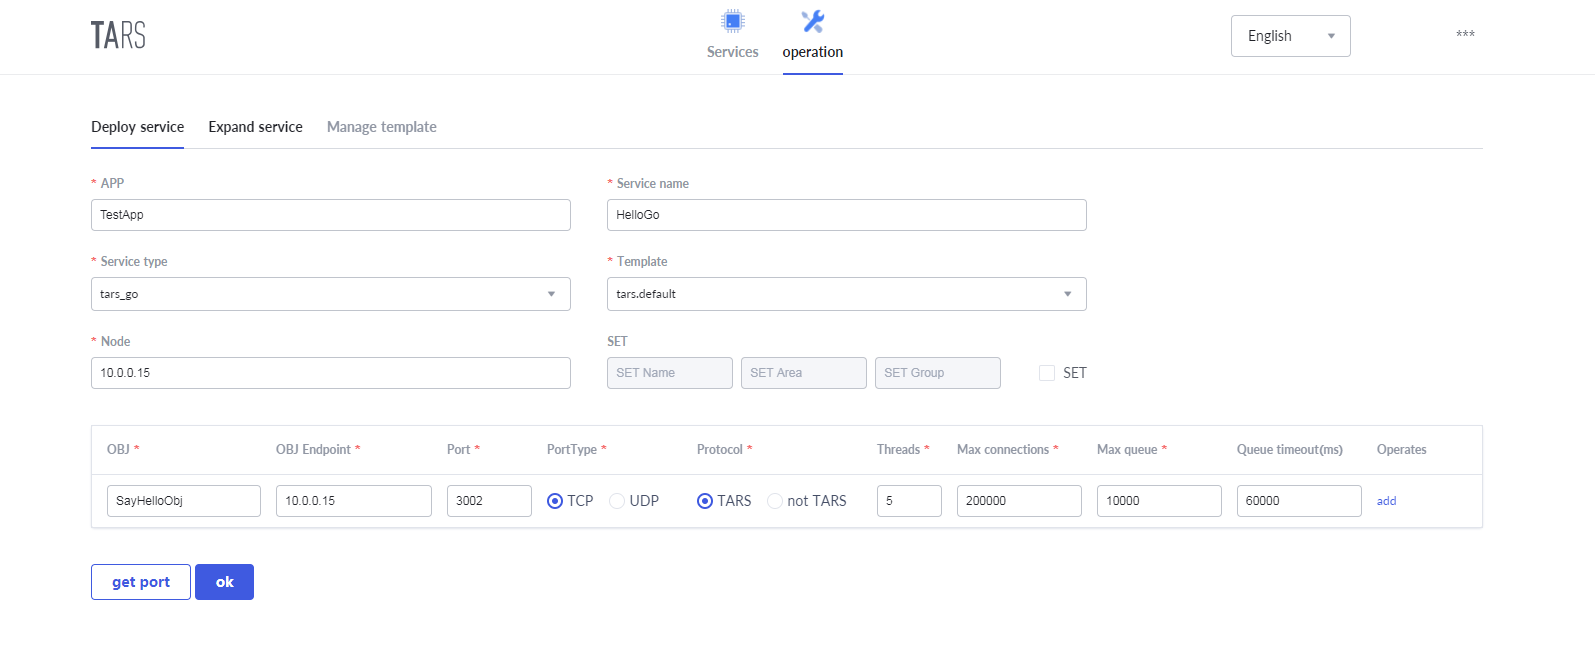 TARS
Services
operation
English
***
Deploy service Expand service Manage template
* APP
* Service name
TestApp
HelloGo
* Service type
* Template
tars_go
tars.default
* Node
SET
10.0.0.15
SET Name
SET Area
SET Group
SET
OBJ * OBJ Endpoint * Port * PortType * Protocol * Threads * Max connections * Max queue * Queue timeout(ms) Operates
SayHelloObj 10.0.0.15 3002 TCP UDP TARS not TARS 5 200000 10000 60000 add
get port ok